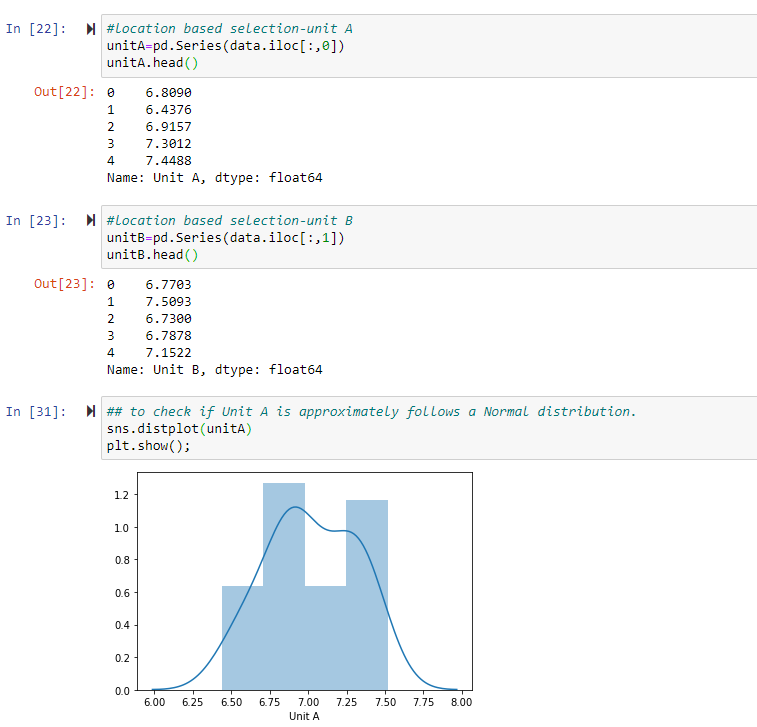 In [22]: #location based selection-unit A
unitA=pd.Series(data.iloc[:,0])
unitA.head()
Out[22]: 0 6.8090
1 6.4376
2 6.9157
3 7.3012
4 7.4488
Name: Unit A, dtype: float64
In [23]: #location based selection-unit B
unitB=pd.Series(data.iloc[:,1])
unitB.head()
Out[23]: 0 6.7703
1 7.5093
2 6.7300
3 6.7878
4 7.1522
Name: Unit B, dtype: float64
In [31]: ## to check if Unit A is approximately follows a Normal distribution.
sns.distplot(unitA)
plt.show();
1.2
1.0
0.8
0.6
0.4
0.2
0.0
6.00 6.25 6.50 6.75 7.00 7.25 7.50 7.75 8.00
Unit A